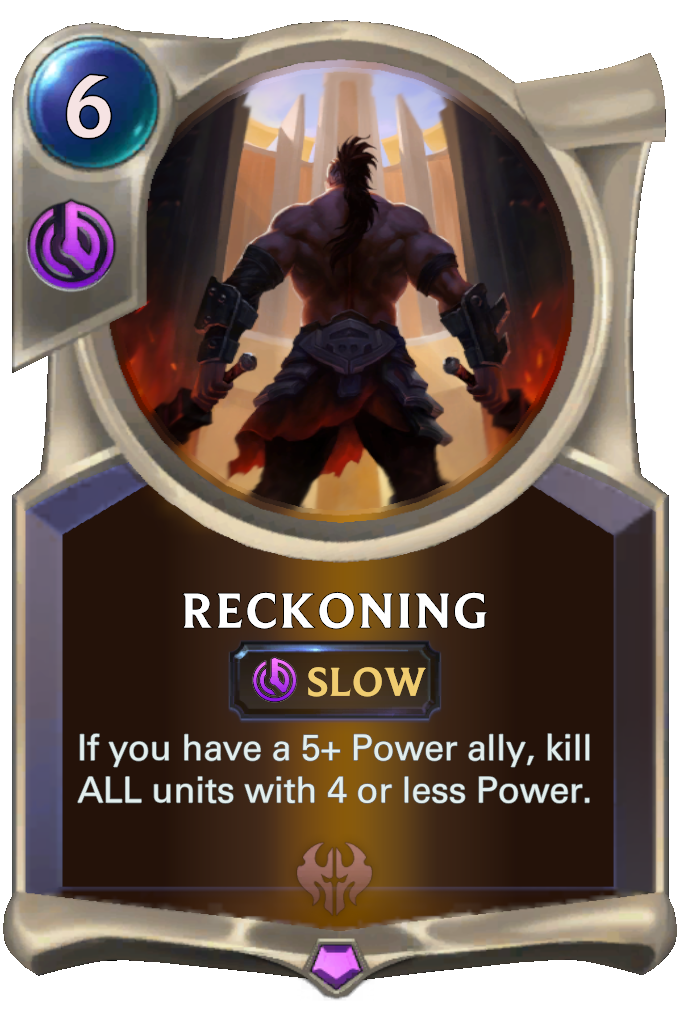 6
RECKONING
SLOW
If you have a 5+ Power ally, kill
ALL units with 4 or less Power.